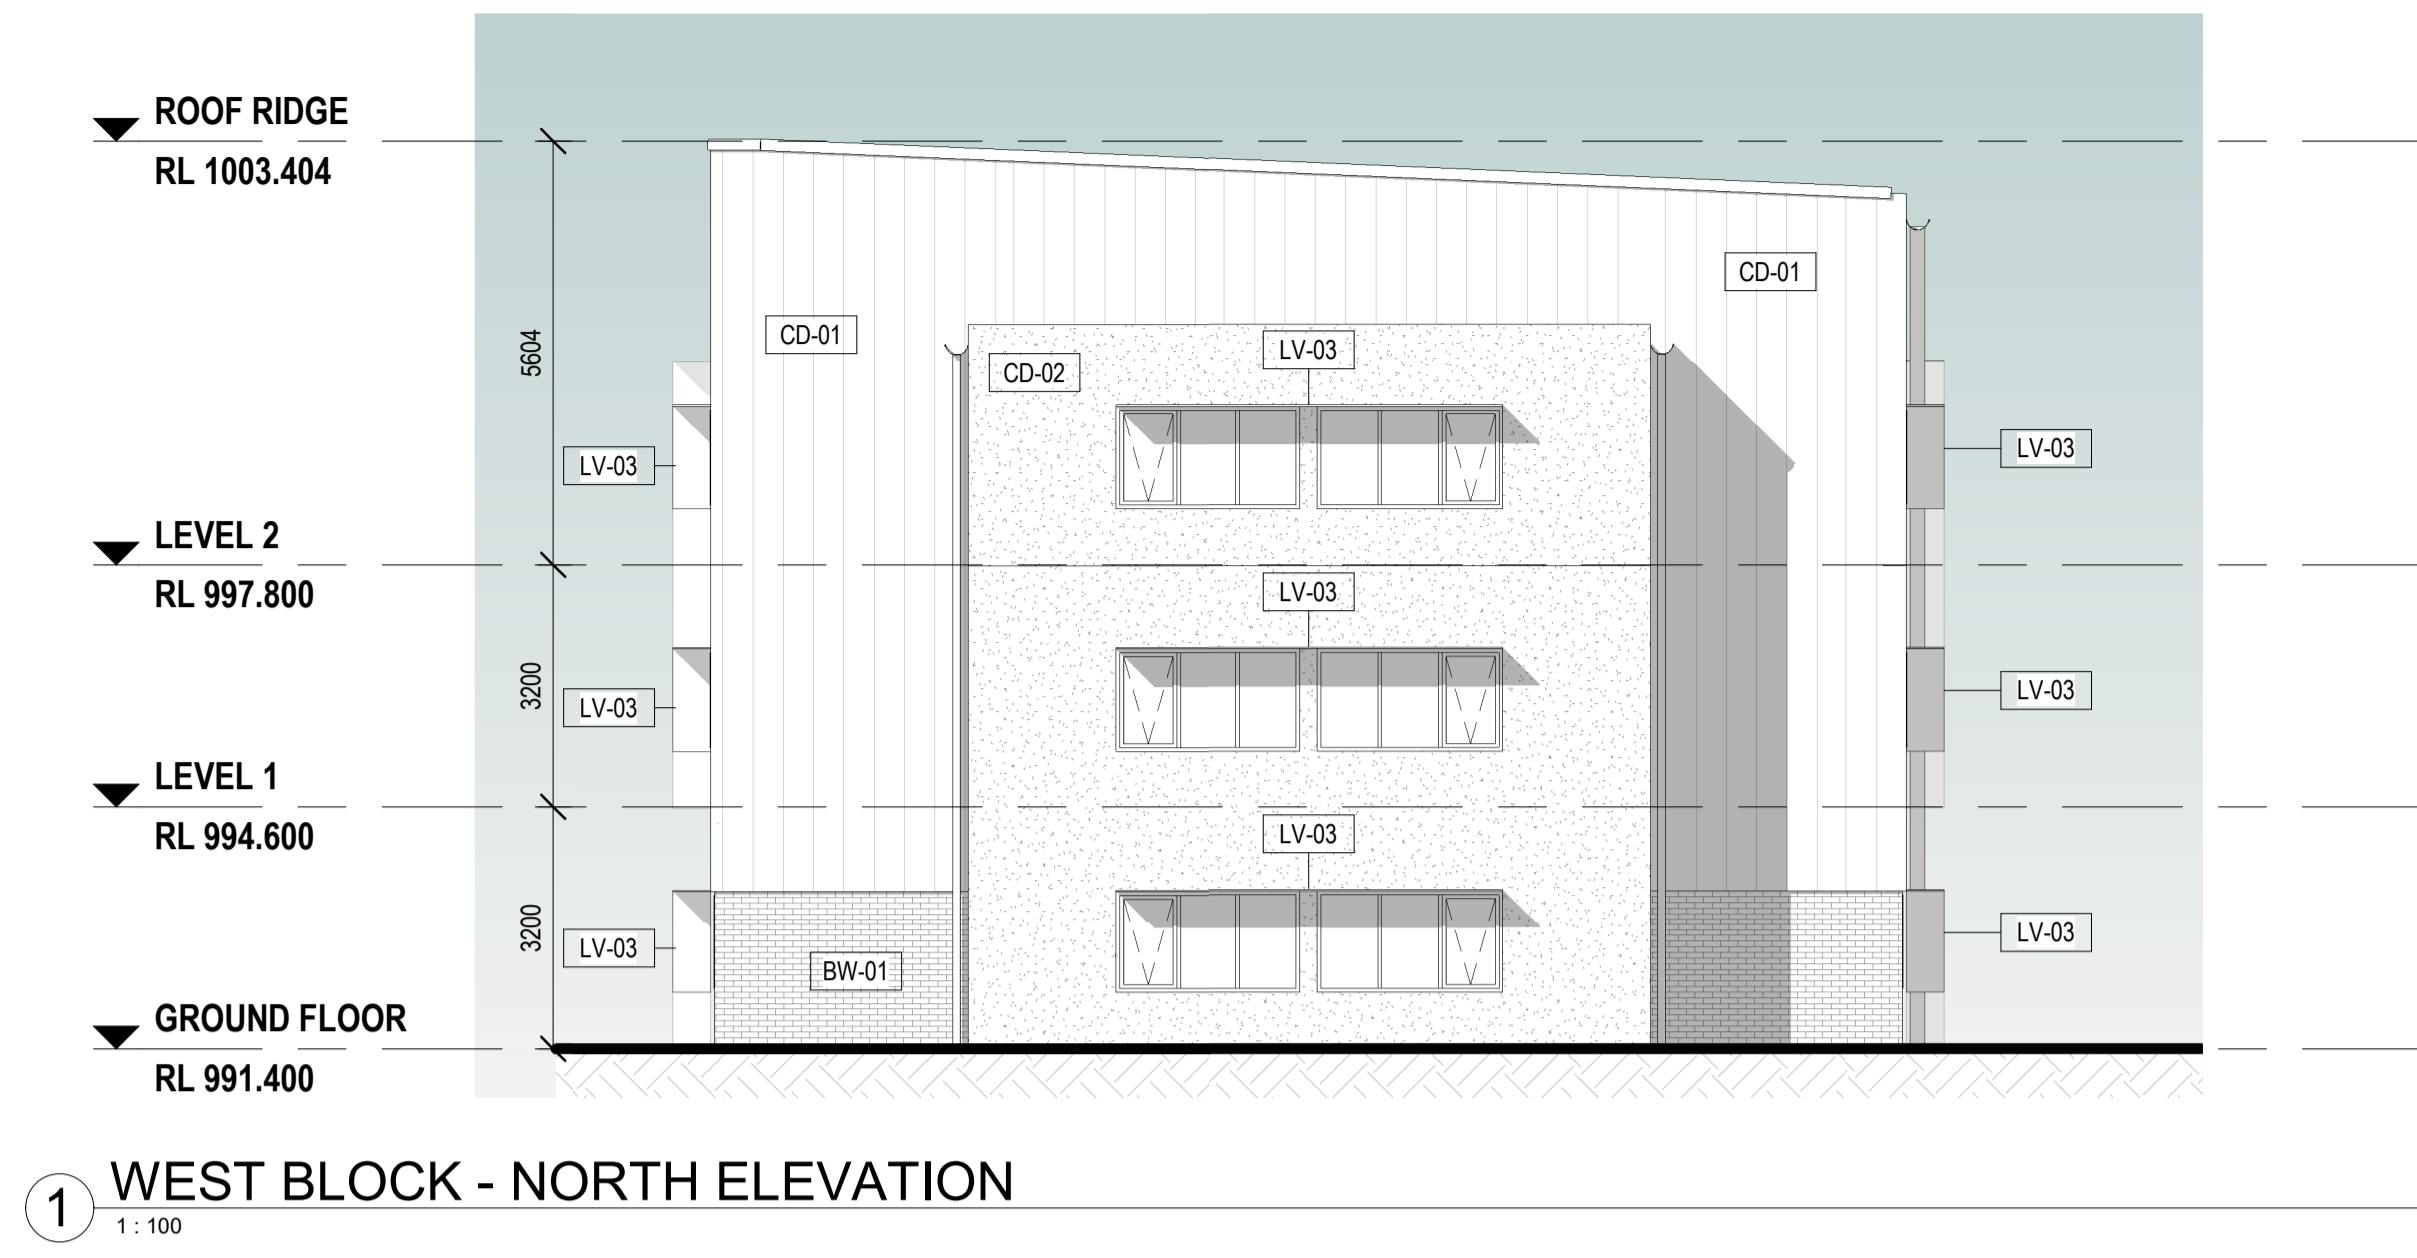 ROOF RIDGE
RL 1003.404
CD-01
5604
CD-01
LV-03
CD-02
LV-03
LV-03
LEVEL 2
RL 997.800
LV-03
3200
LV-03
LV-03
LEVEL 1
RL 994.600
LV-03
3200
LV-03
LV-03
BW-01
GROUND FLOOR
RL 991.400
1
WEST BLOCK - NORTH ELEVATION
1 : 100